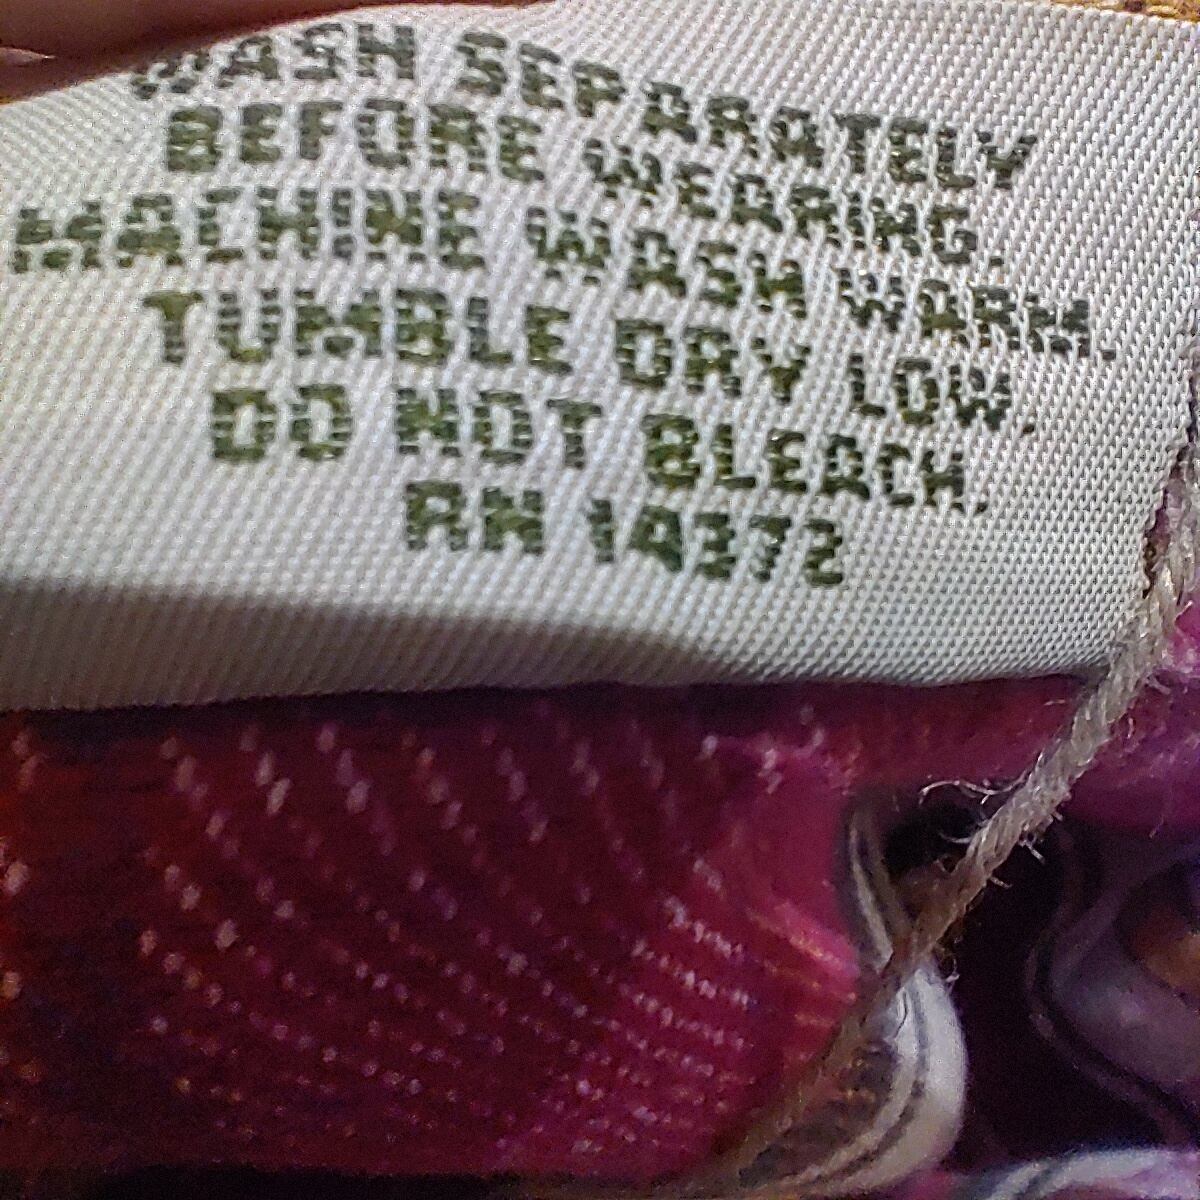 WASH SEPARATELY
BEFORE WEARING.
MACHINE WASH WARM.
TUMBLE DRY LOW.
DO NOT BLEACH.
RN 14372